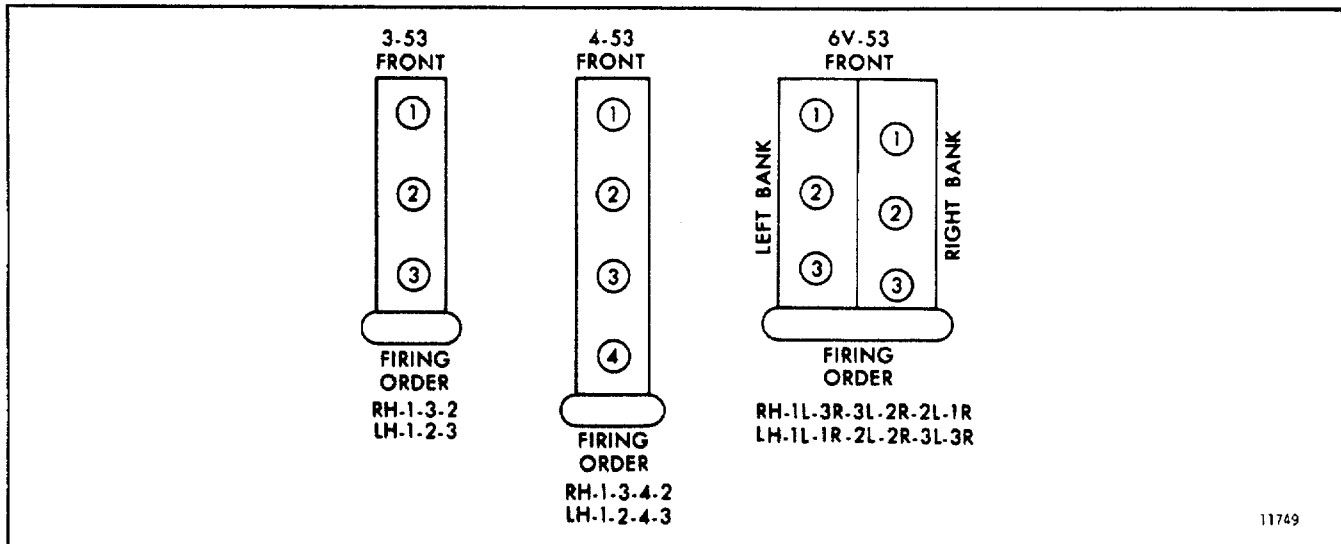 3-53
FRONT
1
2
3
FIRING
ORDER
RH-1-3-2
LH-1-2-3
4-53
FRONT
1
2
3
4
FIRING
ORDER
RH-1-3-4-2
LH-1-2-4-3
6V-53
FRONT
LEFT BANK
1
2
3
1
2
3
RIGHT BANK
FIRING
ORDER
RH-1L-3R-3L-2R-2L-1R
LH-1L-1R-2L-2R-3L-3R
11749